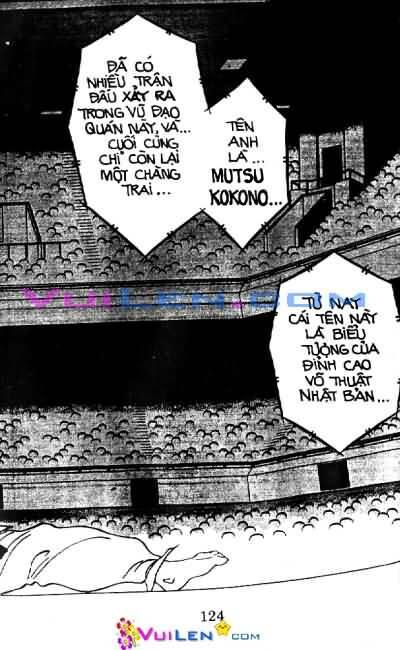 ĐÃ CÓ
NHIỀU TRẬN
ĐẤU XẢY RA
TRONG VŨ ĐẠO
QUÁN NÀY, VÀ...
CUỐI CÙNG
CHỈ CÒN LẠI
MỘT CHÀNG
TRAI...
TÊN
ANH
LÀ...
MUTSU
KOKONO...
TỪ NAY
CÁI TÊN NÀY
LÀ BIỂU
TƯỢNG CỦA
ĐỈNH CAO
VÕ THUẬT
NHẬT BẢN...
VUILEN.COM
124
VUILEN.COM